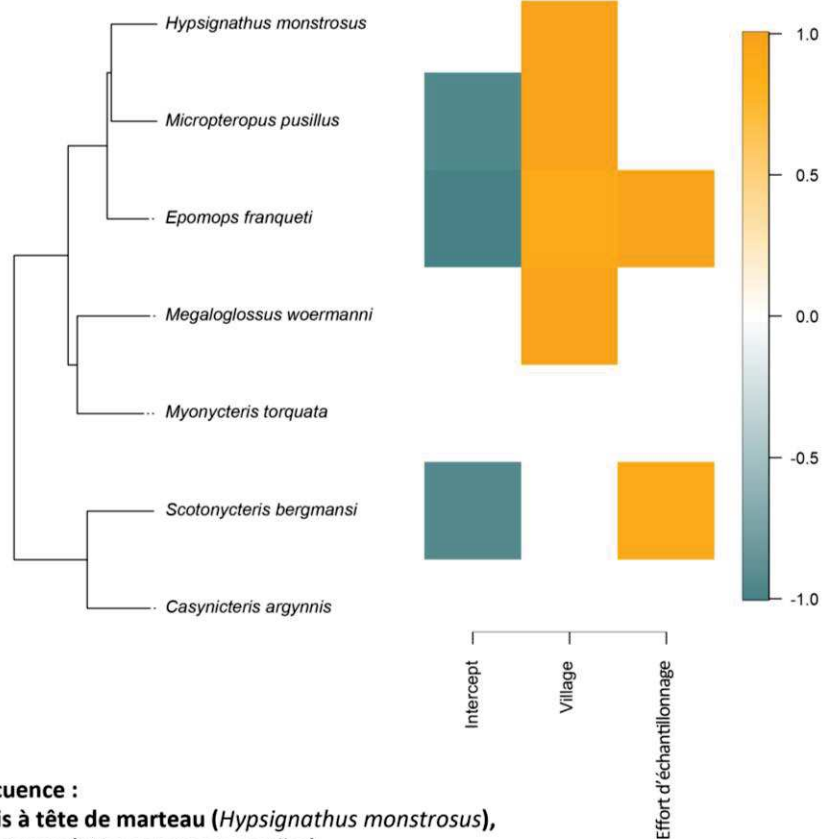 Hypsignathus monstrosus
Micropteropus pusillus
Epomops franqueti
Megaloglossus woermanni
Myonycteris torquata
Scotonycteris bergmansi
Casynicteris argynnis
1.0
0.5
0.0
-0.5
-1.0
Intercept
Village
Effort d'échantillonnage
cuence :
is à tête de marteau (Hypsignathus monstrosus),